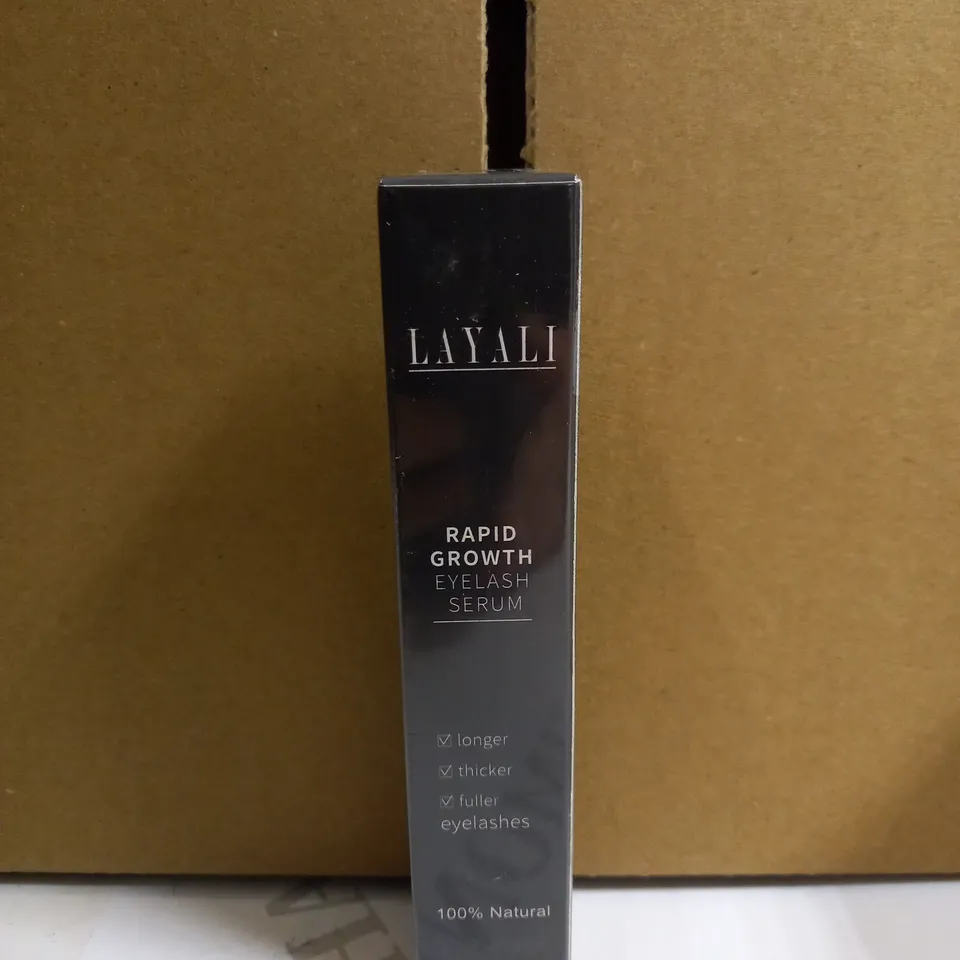 LAYALI
RAPID
GROWTH
EYELASH
SERUM
☑ longer
☑ thicker
☑ fuller
eyelashes
100% Natural